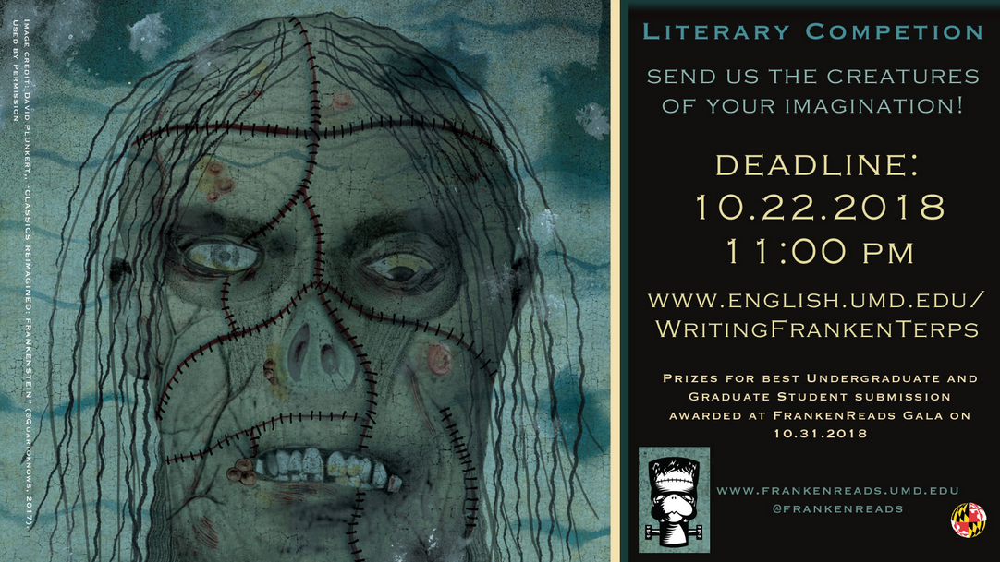 Image credit: David Plunkert,, "Classics Reimagined: Frankenstein" (@QuartoKnows, 2017).
Used by Permission
Literary Competion
SEND US THE CREATURES
OF YOUR IMAGINATION!
DEADLINE:
10.22.2018
11:00 PM
WWW.ENGLISH.UMD.EDU/
WritingFrankenTerps
Prizes for best Undergraduate and
Graduate Student submission
awarded at FrankenReads Gala on
10.31.2018
WWW.FRANKENREADS.UMD.EDU
@FRANKENREADS